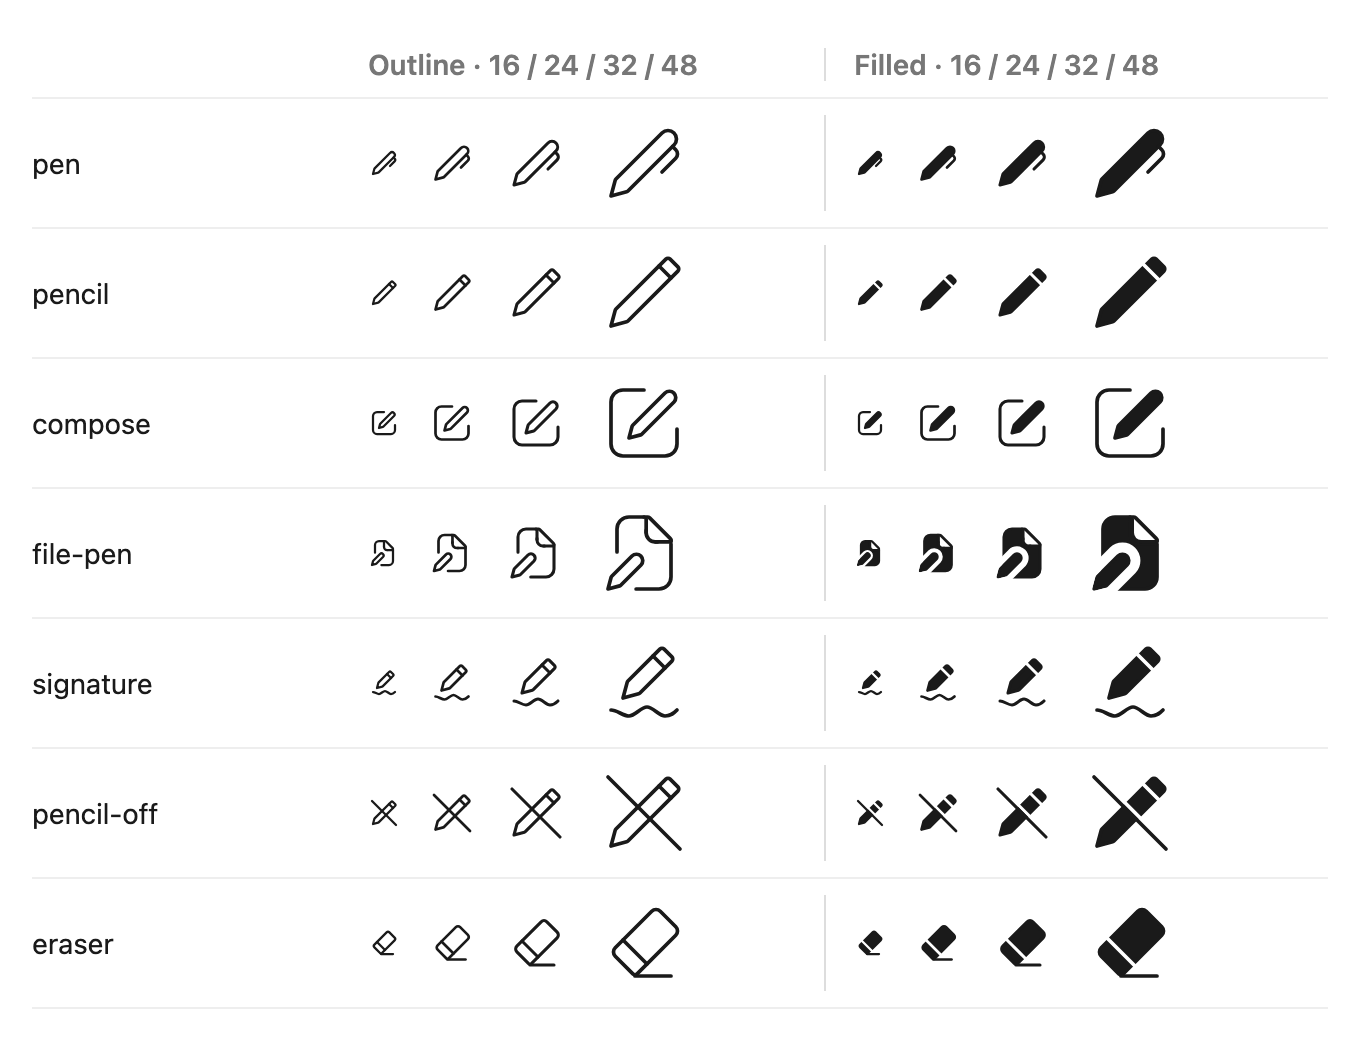 Outline · 16 / 24 / 32 / 48
Filled · 16 / 24 / 32 / 48
pen
pencil
compose
file-pen
signature
pencil-off
eraser